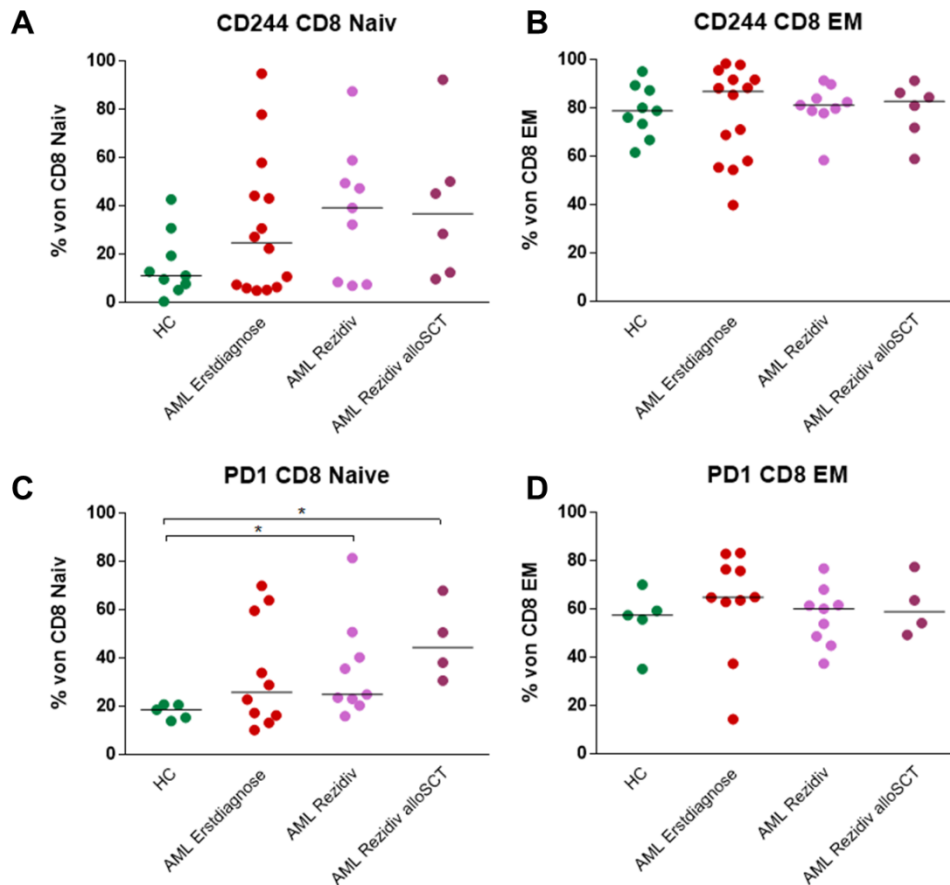 A
CD244 CD8 Naiv
% von CD8 Naiv
100
80
60
40
20
0
HC
AML Erstdiagnose
AML Rezidiv
AML Rezidiv alloSCT
B
CD244 CD8 EM
% von CD8 EM
100
80
60
40
20
0
HC
AML Erstdiagnose
AML Rezidiv
AML Rezidiv alloSCT
C
PD1 CD8 Naive
% von CD8 Naiv
100
80
60
40
20
0
*
*
HC
AML Erstdiagnose
AML Rezidiv
AML Rezidiv alloSCT
D
PD1 CD8 EM
% von CD8 EM
100
80
60
40
20
0
HC
AML Erstdiagnose
AML Rezidiv
AML Rezidiv alloSCT